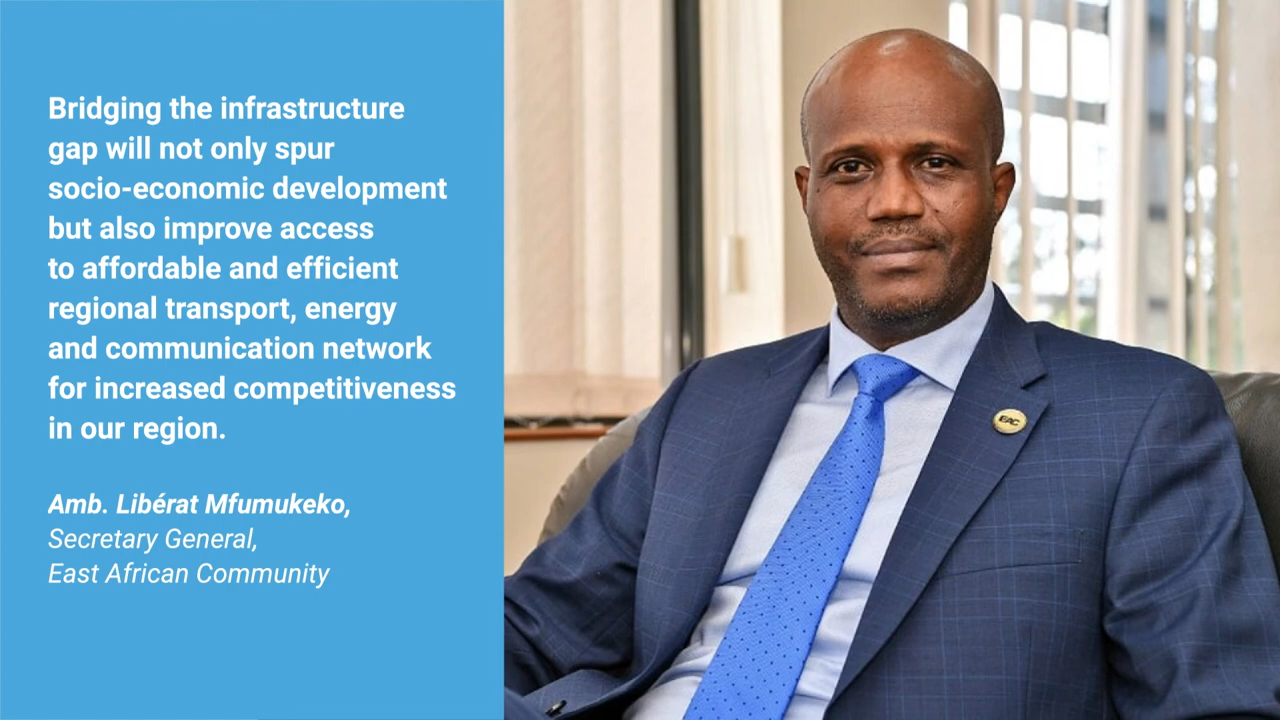 Bridging the infrastructure
gap will not only spur
socio-economic development
but also improve access
to affordable and efficient
regional transport, energy
and communication network
for increased competitiveness
in our region.
Amb. Libérat Mfumukeko,
Secretary General,
East African Community
EAC